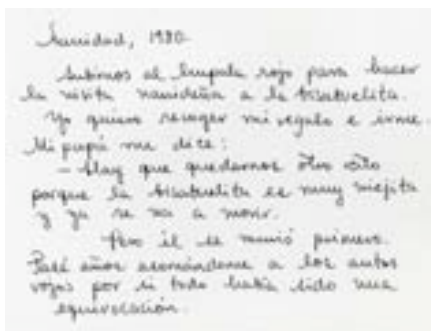 Navidad, 1980.
Subimos al Impala rojo para hacer
la visita navideña a la bisabuelita.
Yo quiero recoger mi regalo e irme.
Mi papá me dice:
- Hay que quedarnos otro rato
porque la bisabuelita es muy viejita
y ya se va a morir.
Pero él se murió primero.
Pasé años asomándome a los autos
rojos por si todo había sido una
equivocación.